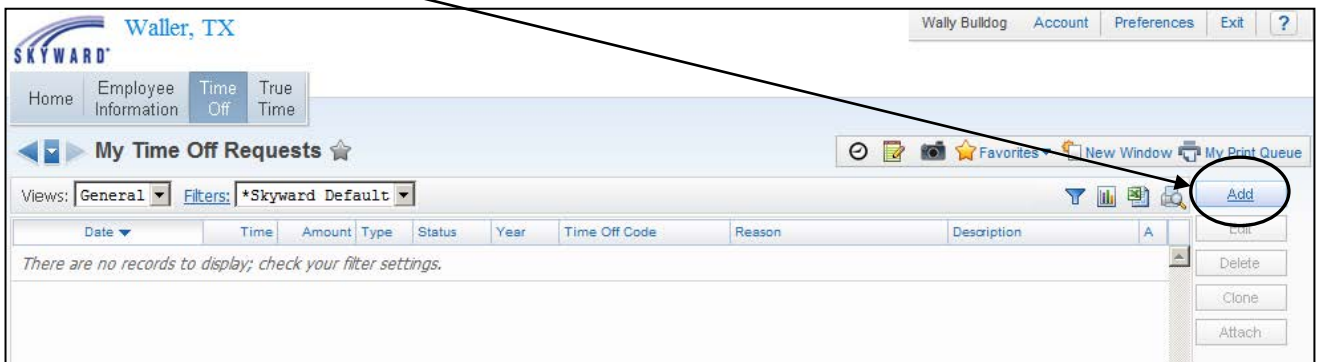 Waller, TX
Wally Bulldog Account Preferences Exit ?
SKYWARD
Home Employee Information Time Off True Time
My Time Off Requests
Favorites New Window My Print Queue
Views: General Filters: *Skyward Default
Add
Date Time Amount Type Status Year Time Off Code Reason Description A
Edit
There are no records to display; check your filter settings.
Delete
Clone
Attach